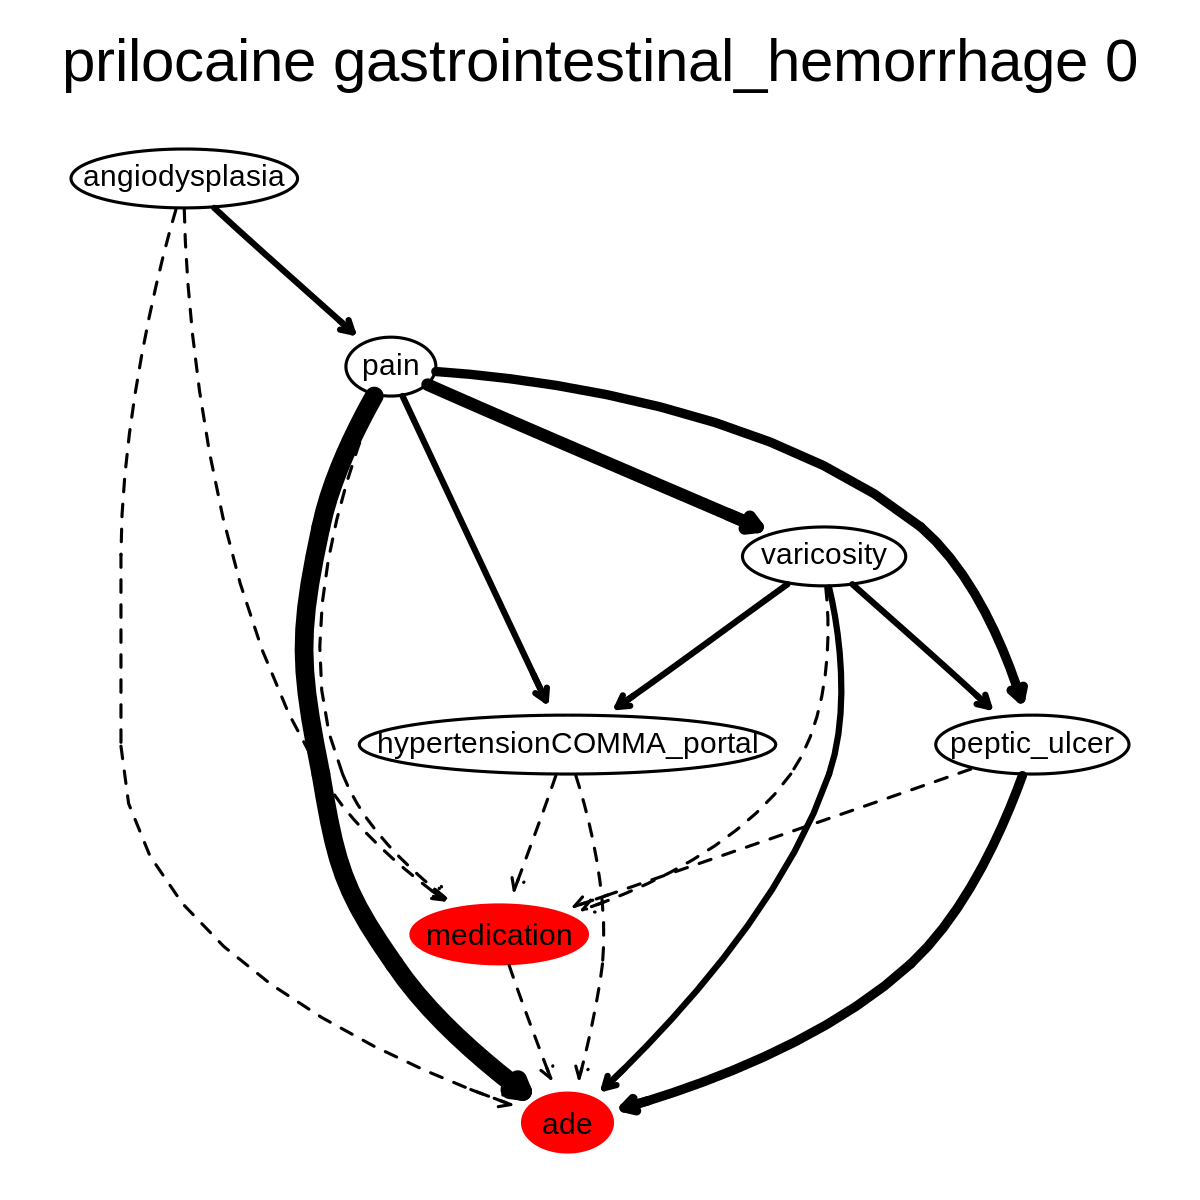 prilocaine gastrointestinal_hemorrhage 0
angiodysplasia
pain
varicosity
hypertensionCOMMA_portal
peptic_ulcer
medication
ade